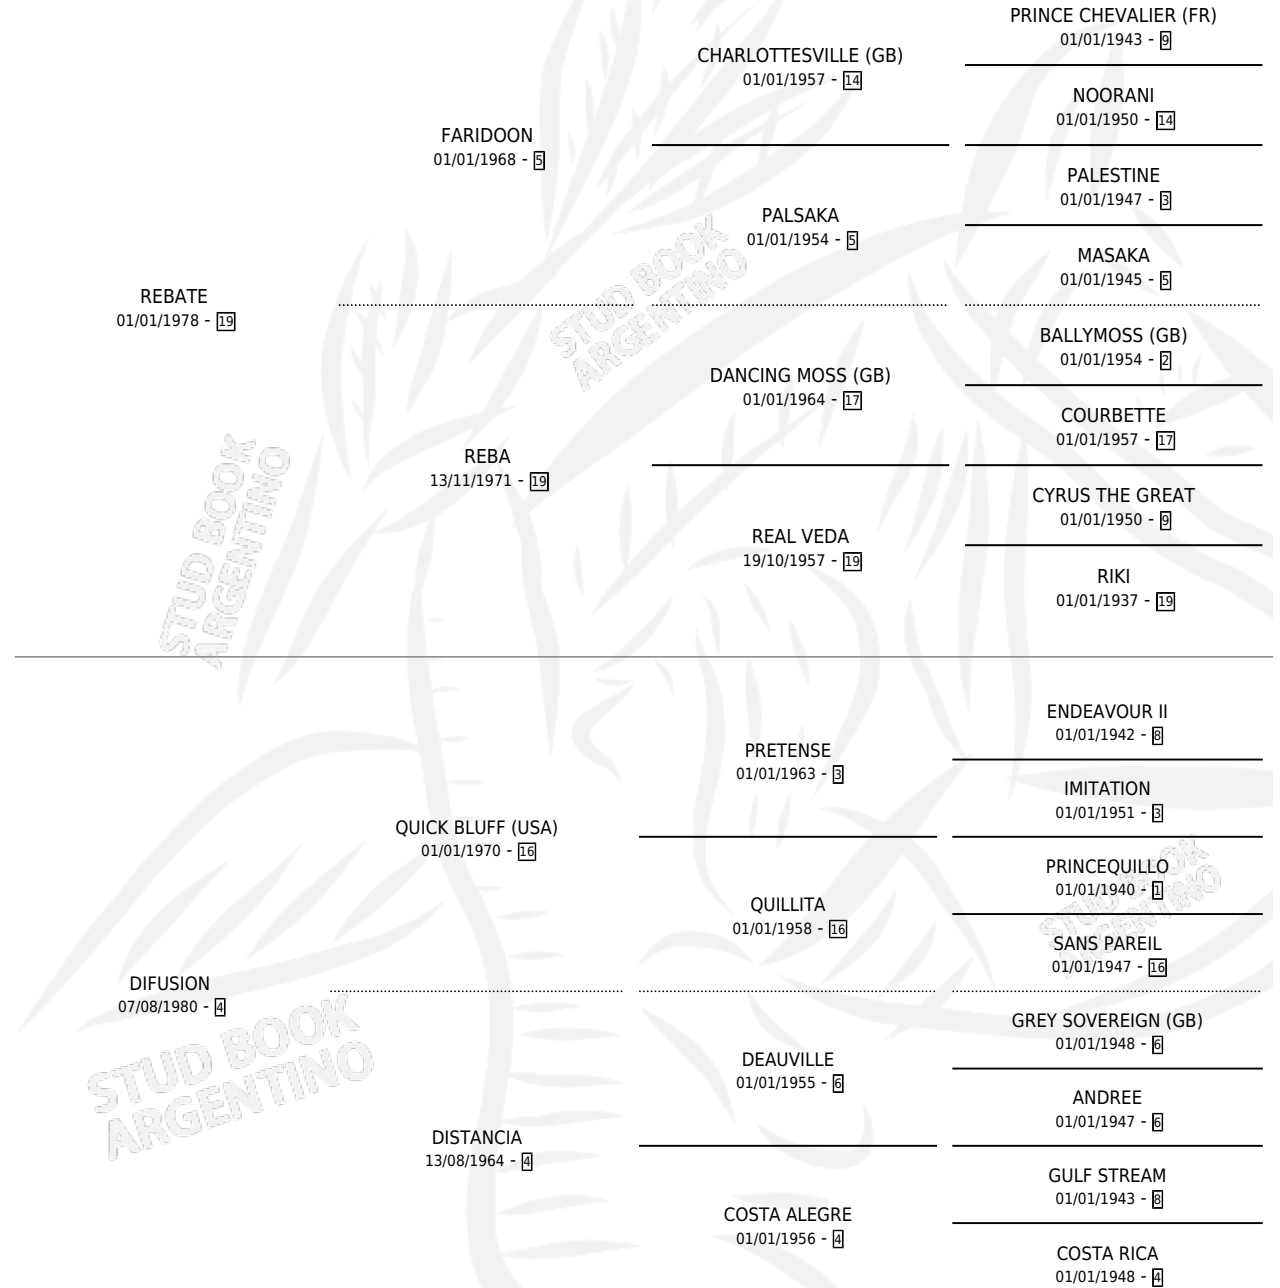 PRINCE CHEVALIER (FR)
01/01/1943 - 9
CHARLOTTESVILLE (GB)
01/01/1957 - 14
NOORANI
01/01/1950 - 14
FARIDOON
01/01/1968 - 5
PALESTINE
01/01/1947 - 3
PALSAKA
01/01/1954 - 5
MASAKA
01/01/1945 - 5
REBATE
01/01/1978 - 19
STUD BOOK
ARGENTINO
BALLYMOSS (GB)
01/01/1954 - 2
DANCING MOSS (GB)
01/01/1964 - 17
COURBETTE
01/01/1957 - 17
REBA
13/11/1971 - 19
CYRUS THE GREAT
01/01/1950 - 9
REAL VEDA
19/10/1957 - 19
RIKI
01/01/1937 - 19
STUD BOOK
ARGENTINO
ENDEAVOUR II
01/01/1942 - 8
PRETENSE
01/01/1963 - 3
IMITATION
01/01/1951 - 3
QUICK BLUFF (USA)
01/01/1970 - 16
PRINCEQUILLO
01/01/1940 - 1
QUILLITA
01/01/1958 - 16
SANS PAREIL
01/01/1947 - 16
STUD BOOK
ARGENTINO
DIFUSION
07/08/1980 - 4
GREY SOVEREIGN (GB)
01/01/1948 - 6
DEAUVILLE
01/01/1955 - 6
ANDREE
01/01/1947 - 6
STUD BOOK
ARGENTINO
DISTANCIA
13/08/1964 - 4
GULF STREAM
01/01/1943 - 8
COSTA ALEGRE
01/01/1956 - 4
COSTA RICA
01/01/1948 - 4